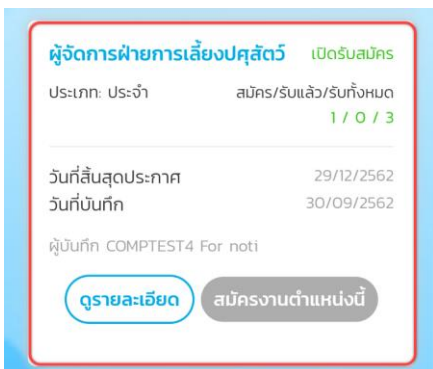 ผู้จัดการฝ่ายการเลี้ยงปศุสัตว์ เปิดรับสมัคร
ประเภท: ประจำ สมัคร/รับแล้ว/รับทั้งหมด
1 / 0 / 3
วันที่สิ้นสุดประกาศ 29/12/2562
วันที่บันทึก 30/09/2562
ผู้บันทึก COMPTEST4 For noti
ดูรายละเอียด สมัครงานตำแหน่งนี้